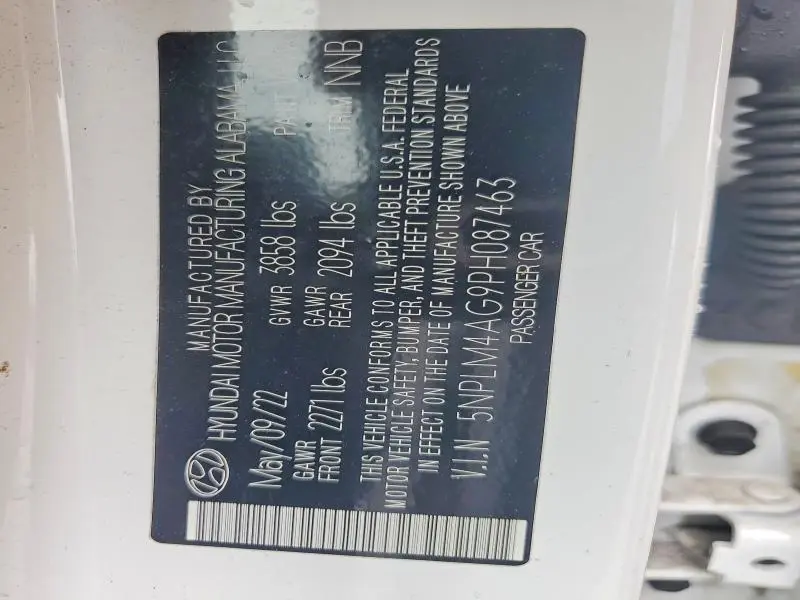 MANUFACTURED BY
HYUNDAI MOTOR MANUFACTURING ALABAMA, LLC
May/09/22 GVWR 3858 lbs PAINT
GAWR FRONT 2271 lbs GAWR REAR 2094 lbs TRIM NNB
THIS VEHICLE CONFORMS TO ALL APPLICABLE U.S.A. FEDERAL
MOTOR VEHICLE SAFETY, BUMPER, AND THEFT PREVENTION STANDARDS
IN EFFECT ON THE DATE OF MANUFACTURE SHOWN ABOVE
V.I.N 5NPLM4AG9PH087463
PASSENGER CAR